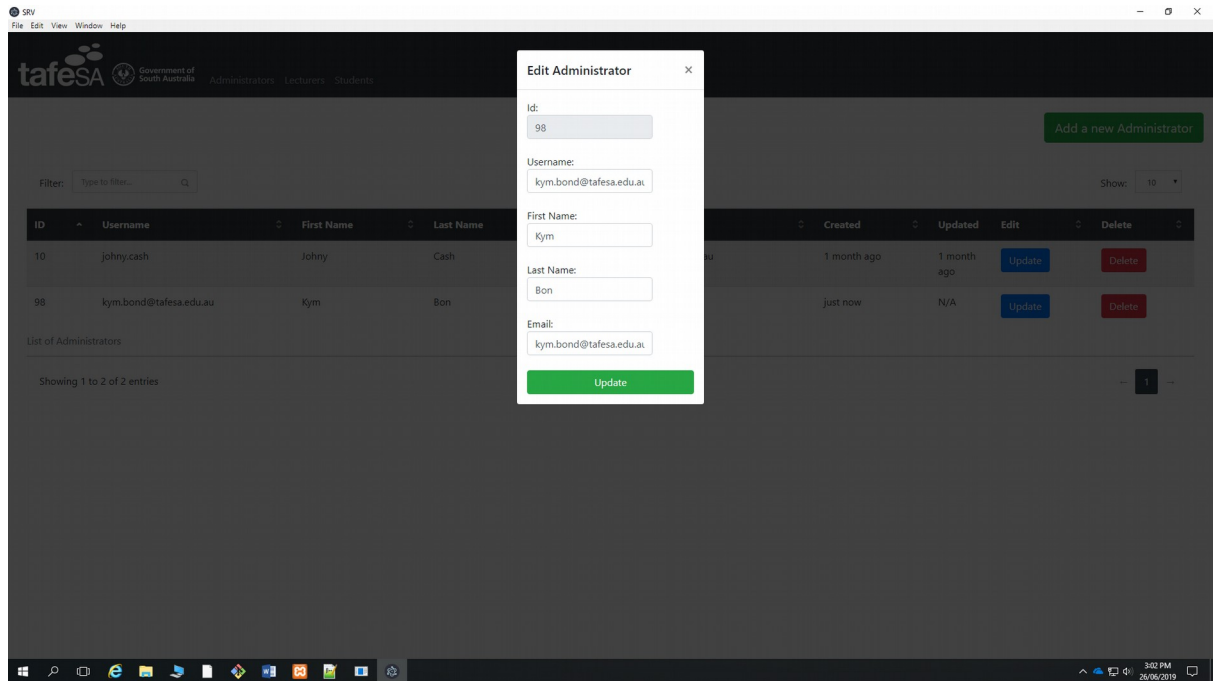 SRV
File Edit View Window Help
tafeSA Government of South Australia Administrators Lecturers Students
Edit Administrator ×
Id:
98
Username:
kym.bond@tafesa.edu.au
First Name:
Kym
Last Name:
Bon
Email:
kym.bond@tafesa.edu.au
Update
Add a new Administrator
Filter: Type to filter... Show: 10
ID Username First Name Last Name Created Updated Edit Delete
10 johny.cash Johny Cash au 1 month ago 1 month ago Update Delete
98 kym.bond@tafesa.edu.au Kym Bon just now N/A Update Delete
List of Administrators
Showing 1 to 2 of 2 entries
← 1 →
3:02 PM
26/06/2019